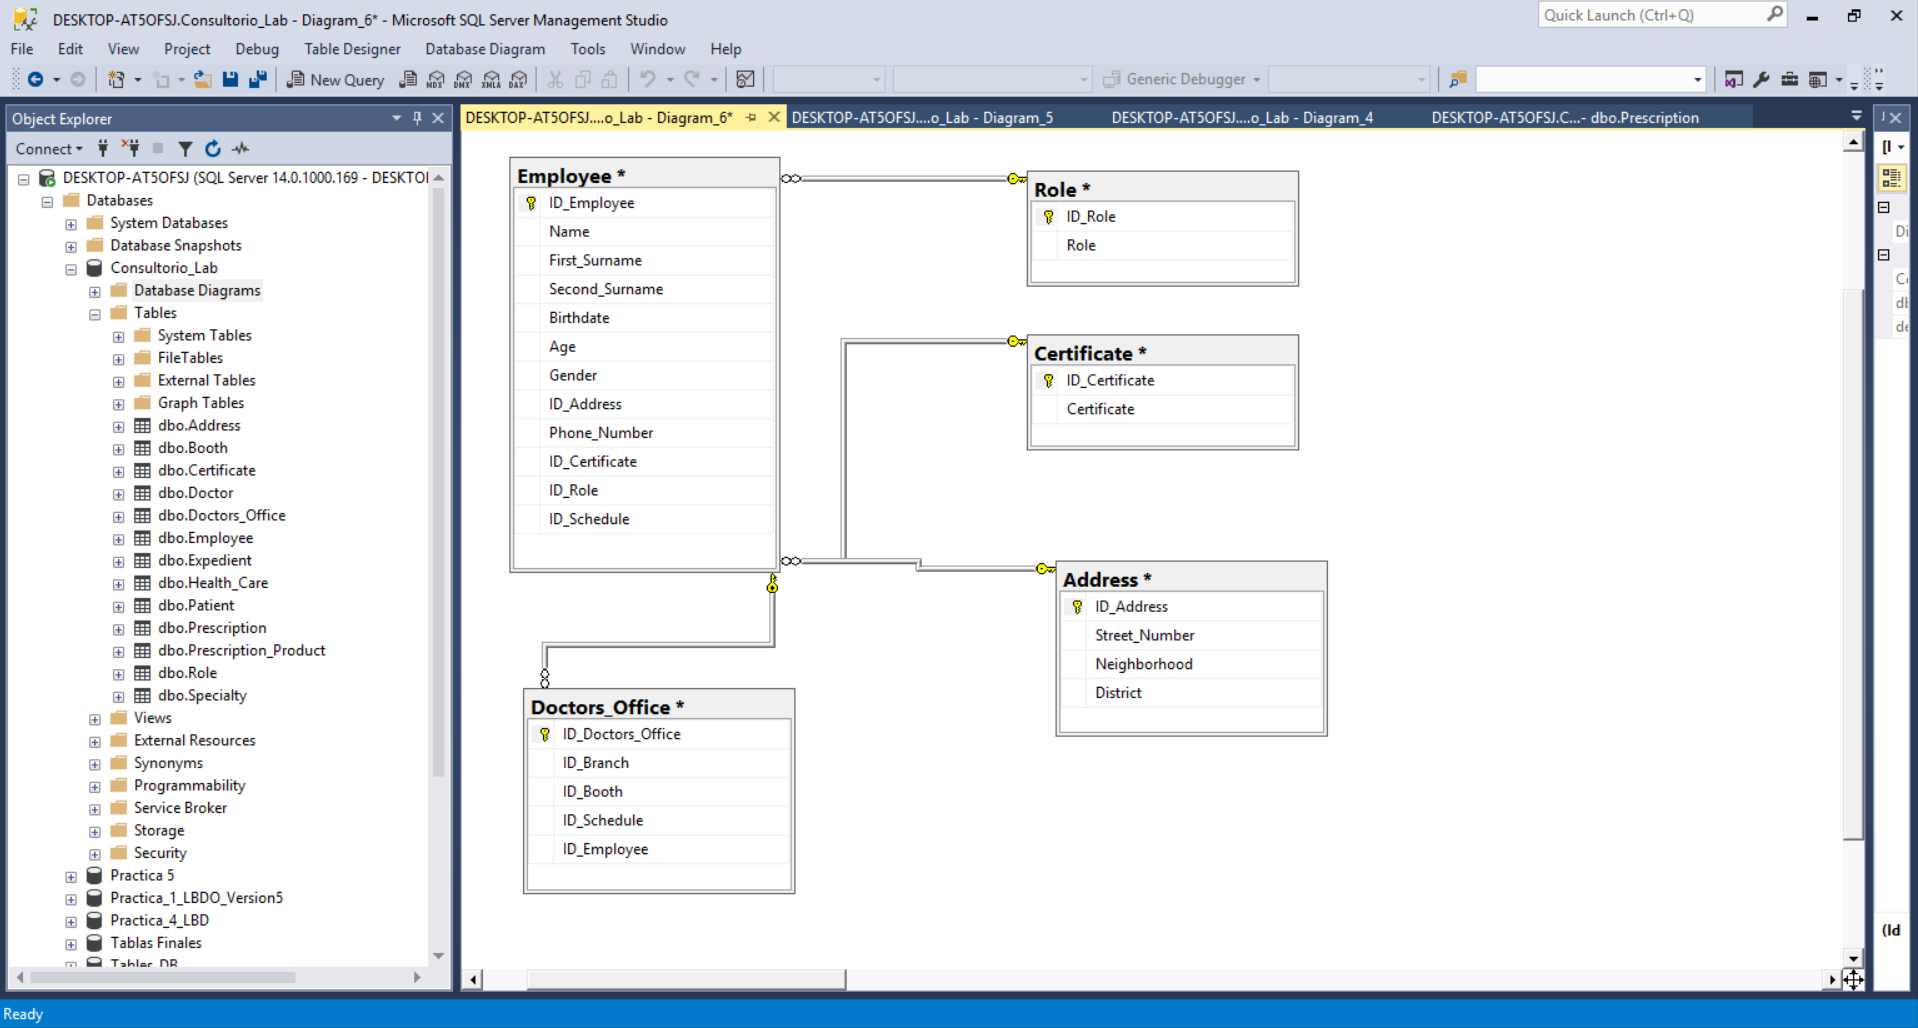 DESKTOP-AT5OFSJ.Consultorio_Lab - Diagram_6* - Microsoft SQL Server Management Studio
Quick Launch (Ctrl+Q)
File Edit View Project Debug Table Designer Database Diagram Tools Window Help
New Query MDX DMX XMLA DAX Generic Debugger
Object Explorer
Connect
DESKTOP-AT5OFSJ (SQL Server 14.0.1000.169 - DESKTO
Databases
System Databases
Database Snapshots
Consultorio_Lab
Database Diagrams
Tables
System Tables
FileTables
External Tables
Graph Tables
dbo.Address
dbo.Booth
dbo.Certificate
dbo.Doctor
dbo.Doctors_Office
dbo.Employee
dbo.Expedient
dbo.Health_Care
dbo.Patient
dbo.Prescription
dbo.Prescription_Product
dbo.Role
dbo.Specialty
Views
External Resources
Synonyms
Programmability
Service Broker
Storage
Security
Practica 5
Practica_1_LBDO_Version5
Practica_4_LBD
Tablas Finales
Tables_DB
DESKTOP-AT5OFSJ....o_Lab - Diagram_6* DESKTOP-AT5OFSJ....o_Lab - Diagram_5 DESKTOP-AT5OFSJ....o_Lab - Diagram_4 DESKTOP-AT5OFSJ.C...- dbo.Prescription
Employee *
ID_Employee
Name
First_Surname
Second_Surname
Birthdate
Age
Gender
ID_Address
Phone_Number
ID_Certificate
ID_Role
ID_Schedule
Role *
ID_Role
Role
Certificate *
ID_Certificate
Certificate
Address *
ID_Address
Street_Number
Neighborhood
District
Doctors_Office *
ID_Doctors_Office
ID_Branch
ID_Booth
ID_Schedule
ID_Employee
Di
(Id
Ready